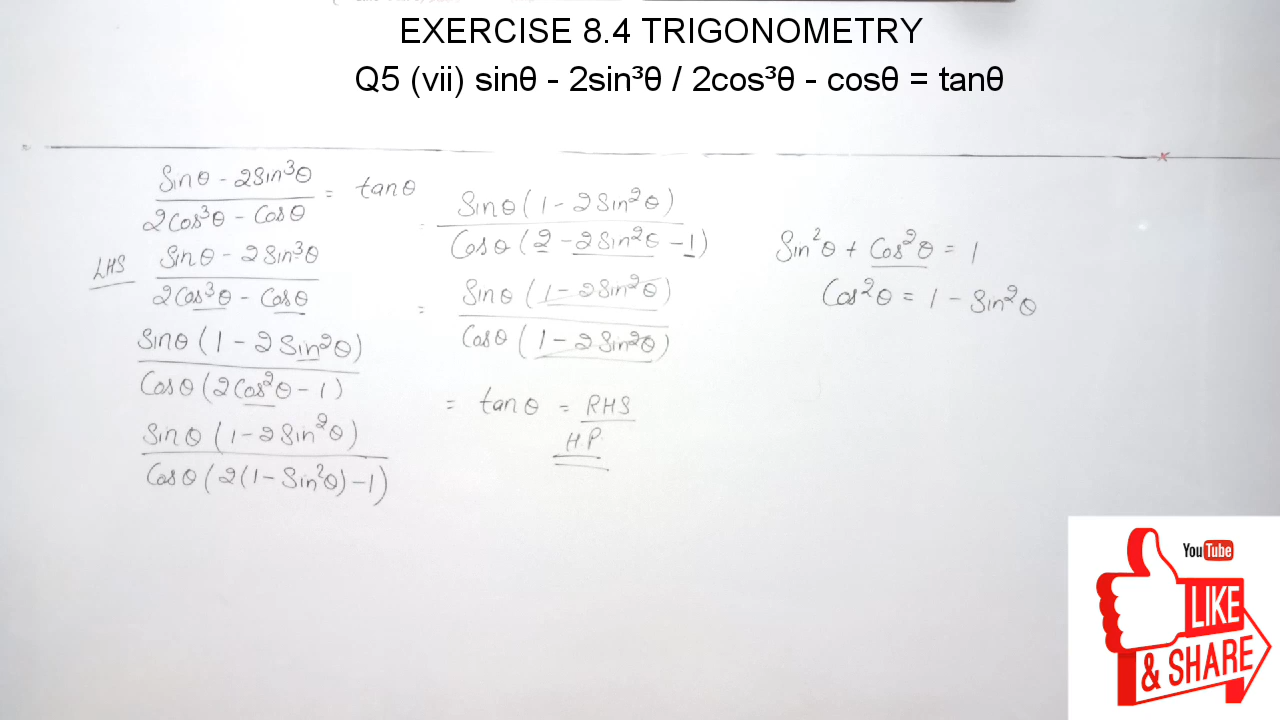 EXERCISE 8.4 TRIGONOMETRY
Q5 (vii) sinθ - 2sin³θ / 2cos³θ - cosθ = tanθ
Sinθ - 2Sin³θ / 2Cos³θ - Cosθ = tanθ
LHS Sinθ - 2Sin³θ / 2Cos³θ - Cosθ
Sinθ (1 - 2Sin²θ) / Cosθ (2Cos²θ - 1)
Sinθ (1 - 2Sin²θ) / Cosθ (2(1 - Sin²θ) - 1)
= Sinθ (1 - 2Sin²θ) / Cosθ (2 - 2Sin²θ - 1)
= Sinθ (1 - 2Sin²θ) / Cosθ (1 - 2Sin²θ)
= tanθ = RHS
H.P.
Sin²θ + Cos²θ = 1
Cos²θ = 1 - Sin²θ
YouTube
LIKE
& SHARE